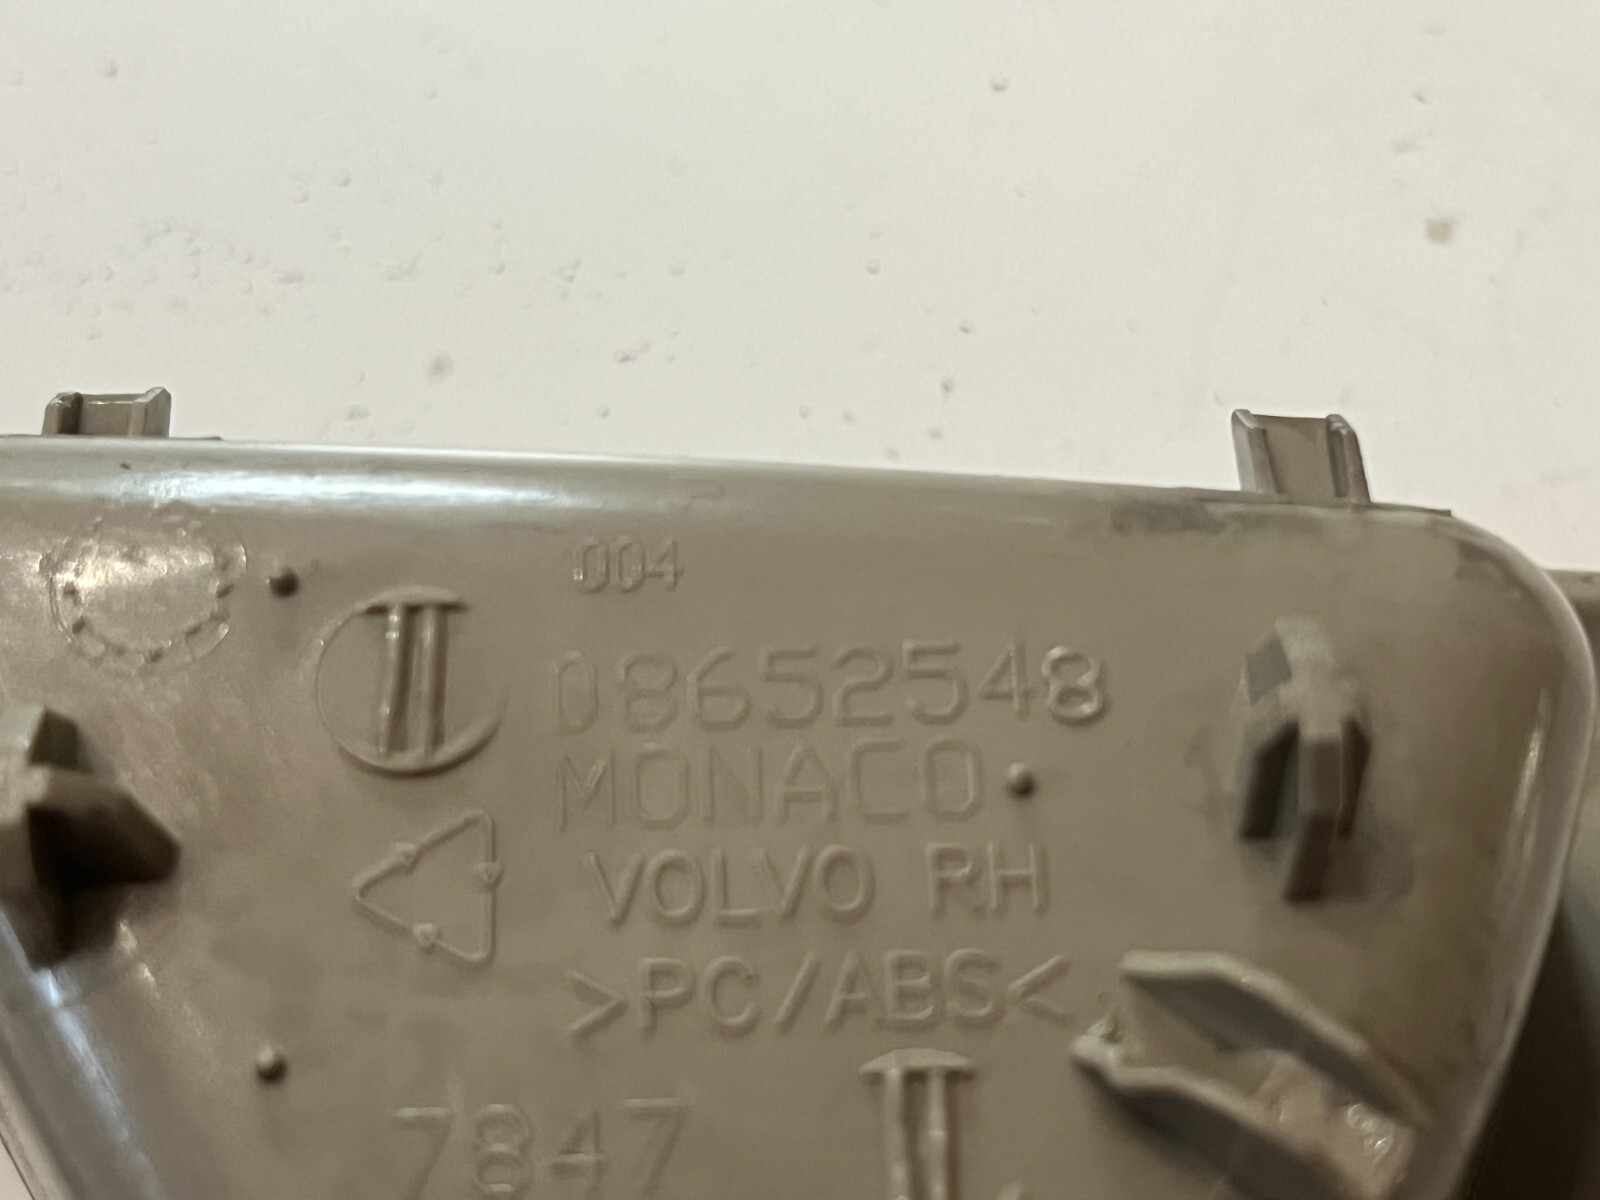 004
08652548
MONACO
VOLVO RH
>PC/ABS<
7847